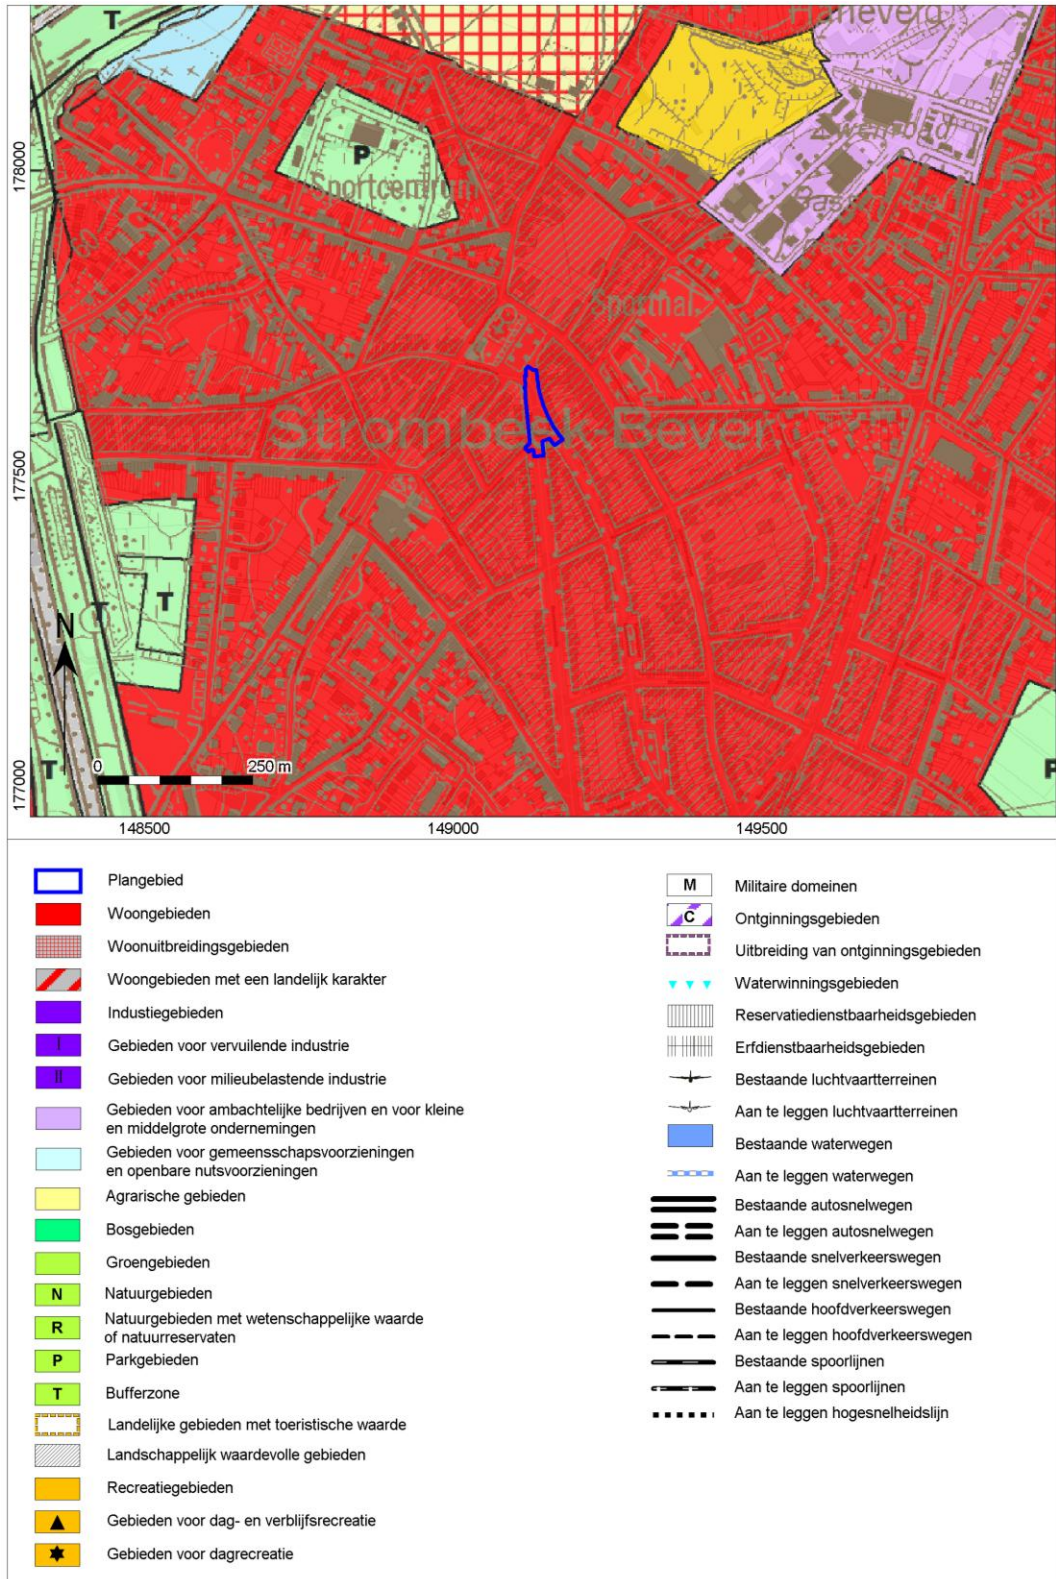 T
Haneverd
178000
P
Sportcentrum
Zwembad
Sporthal
Strombeek-Bever
177500
T
T
N
T
P
0 250 m
177000
148500 149000 149500
Plangebied
Woongebieden
Woonuitbreidingsgebieden
Woongebieden met een landelijk karakter
Industiegebieden
I Gebieden voor vervuilende industrie
II Gebieden voor milieubelastende industrie
Gebieden voor ambachtelijke bedrijven en voor kleine
en middelgrote ondernemingen
Gebieden voor gemeenschapsvoorzieningen
en openbare nutsvoorzieningen
Agrarische gebieden
Bosgebieden
Groengebieden
N Natuurgebieden
R Natuurgebieden met wetenschappelijke waarde
of natuurreservaten
P Parkgebieden
T Bufferzone
Landelijke gebieden met toeristische waarde
Landschappelijk waardevolle gebieden
Recreatiegebieden
Gebieden voor dag- en verblijfsrecreatie
Gebieden voor dagrecreatie
M Militaire domeinen
C Ontginningsgebieden
Uitbreiding van ontginningsgebieden
Waterwinningsgebieden
Reservatiedienstbaarheidsgebieden
Erfdienstbaarheidsgebieden
Bestaande luchtvaartterreinen
Aan te leggen luchtvaartterreinen
Bestaande waterwegen
Aan te leggen waterwegen
Bestaande autosnelwegen
Aan te leggen autosnelwegen
Bestaande snelverkeerswegen
Aan te leggen snelverkeerswegen
Bestaande hoofdverkeerswegen
Aan te leggen hoofdverkeerswegen
Bestaande spoorlijnen
Aan te leggen spoorlijnen
Aan te leggen hogesnelheidslijn